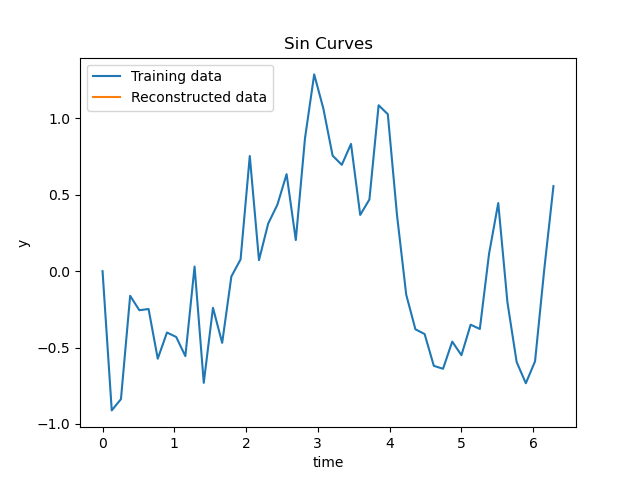 Sin Curves
Training data
Reconstructed data
1.0
0.5
0.0
−0.5
−1.0
y
0 1 2 3 4 5 6
time